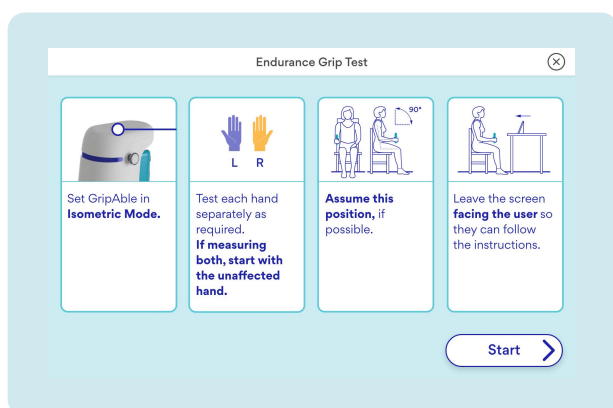 Endurance Grip Test
Set GripAble in
Isometric Mode.
L R
Test each hand
separately as
required.
If measuring
both, start with
the unaffected
hand.
90°
Assume this
position, if
possible.
Leave the screen
facing the user so
they can follow
the instructions.
Start